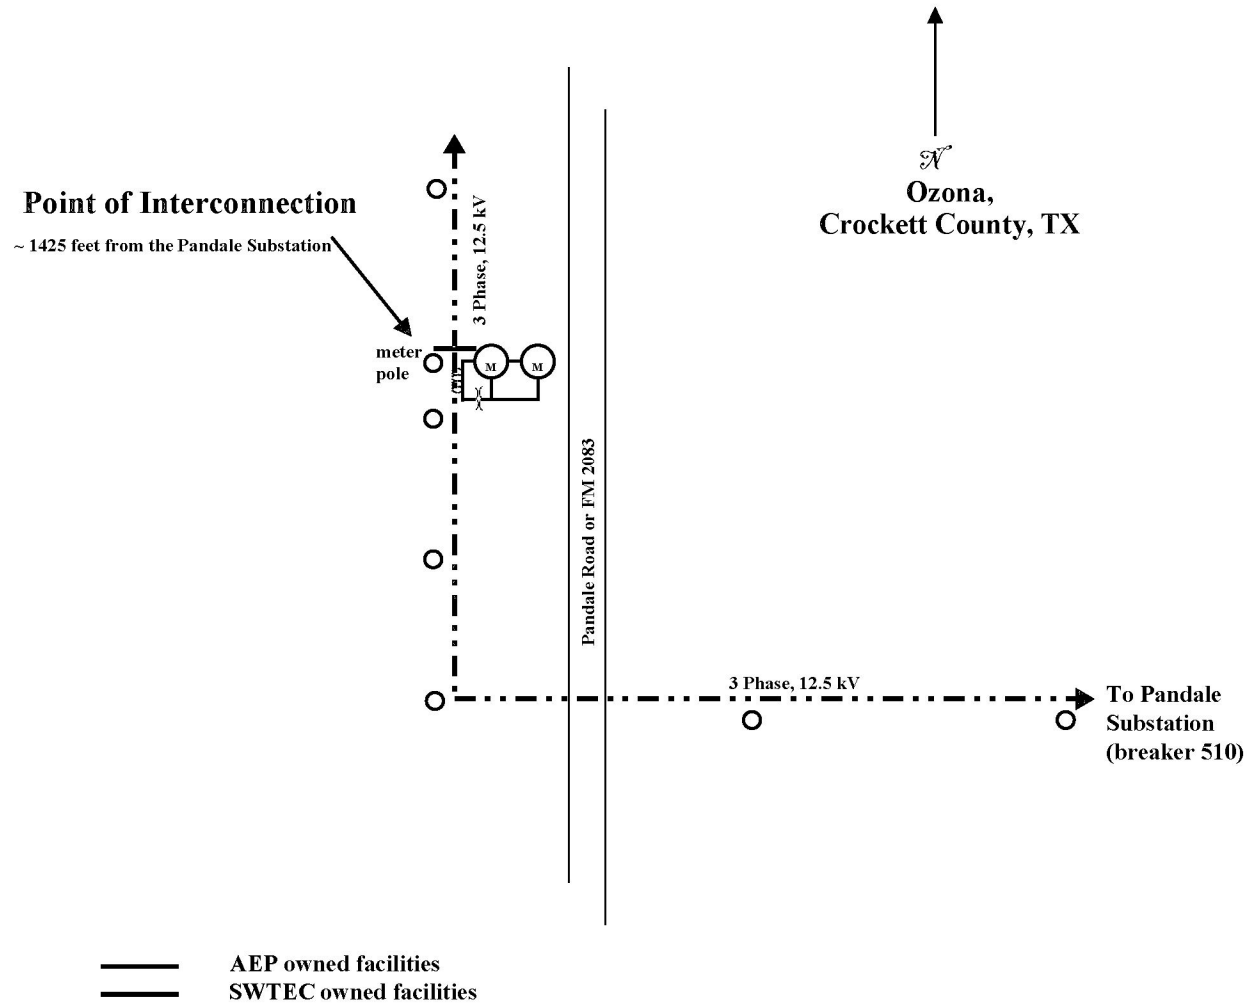 N
Ozona,
Crockett County, TX
Point of Interconnection
~ 1425 feet from the Pandale Substation
3 Phase, 12.5 kV
meter
pole
M
M
Pandale Road or FM 2083
3 Phase, 12.5 kV
To Pandale
Substation
(breaker 510)
AEP owned facilities
SWTEC owned facilities